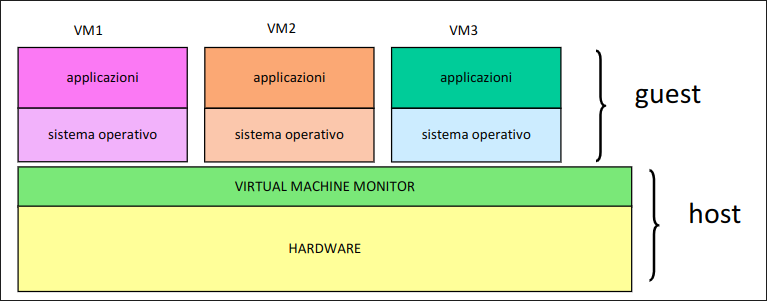 VM1
VM2
VM3
applicazioni
applicazioni
applicazioni
guest
sistema operativo
sistema operativo
sistema operativo
VIRTUAL MACHINE MONITOR
host
HARDWARE